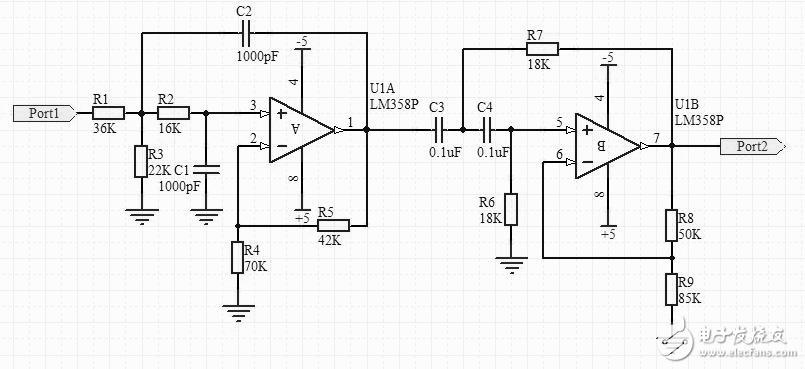 C2
1000pF
-5
4
R7
18K
-5
4
U1A
LM358P
U1B
LM358P
Port1
R1
36K
R2
16K
3
2
A
1
C3
0.1uF
C4
0.1uF
5
6
B
7
Port2
R3
22K
C1
1000pF
8
+5
R5
42K
R4
70K
R6
18K
8
+5
R8
50K
R9
85K
电子发烧友
www.elecfans.com